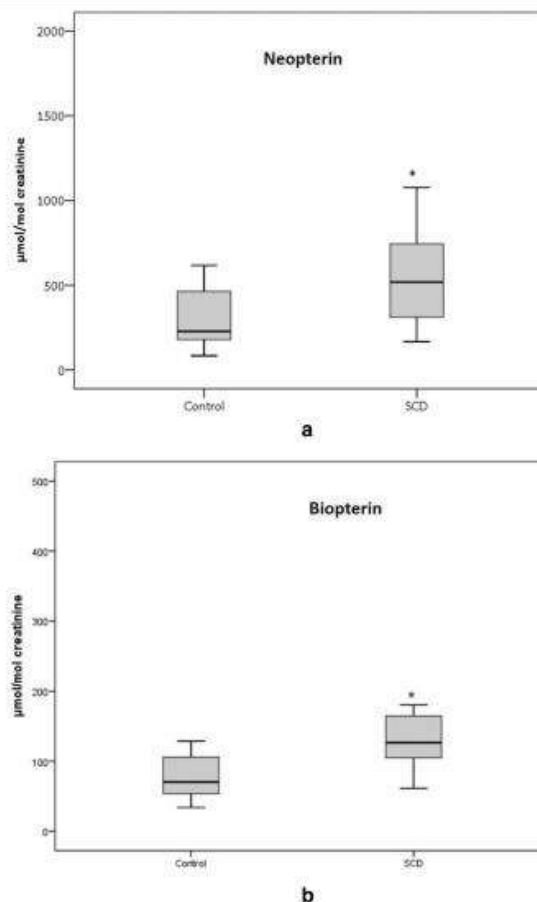 Neopterin
μmol/mol creatinine
2000
1500
1000
500
0
*
Control SCD
a
Biopterin
μmol/mol creatinine
500
400
300
200
100
0
*
Control SCD
b